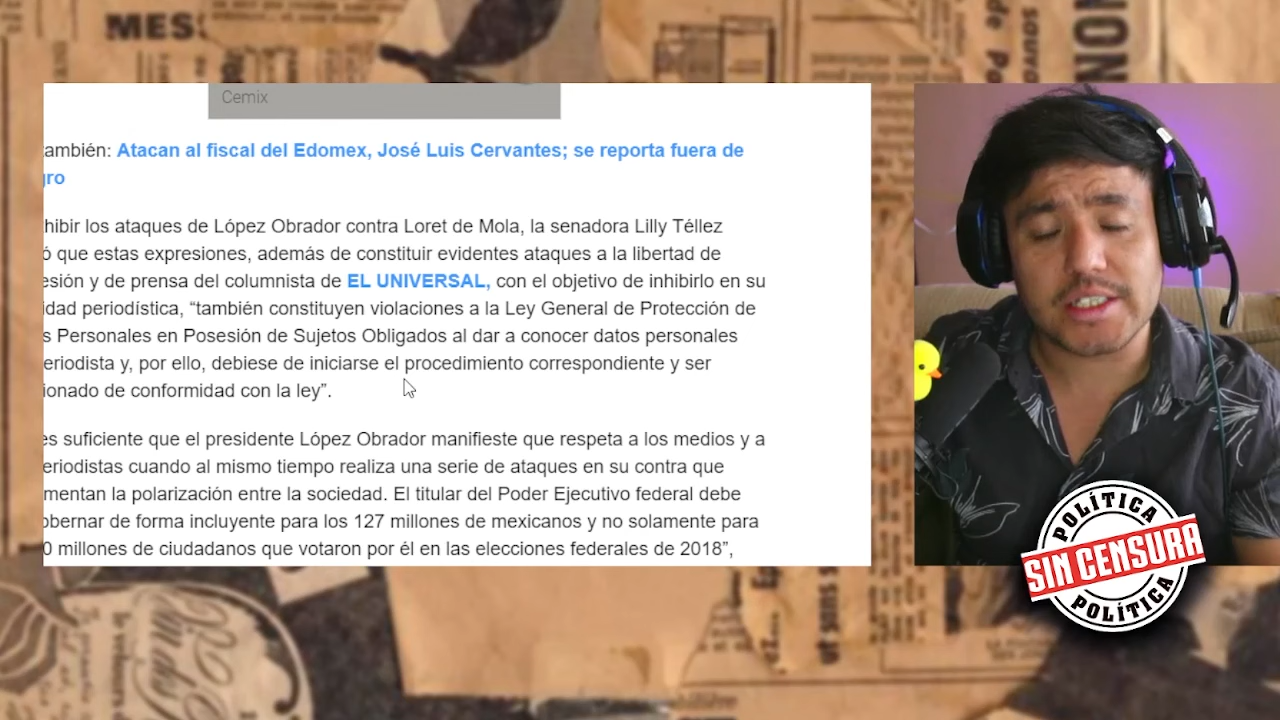 MES
Cemix
ambién: Atacan al fiscal del Edomex, José Luis Cervantes; se reporta fuera de
gro
hibir los ataques de López Obrador contra Loret de Mola, la senadora Lilly Téllez
ó que estas expresiones, además de constituir evidentes ataques a la libertad de
esión y de prensa del columnista de EL UNIVERSAL, con el objetivo de inhibirlo en su
idad periodística, “también constituyen violaciones a la Ley General de Protección de
s Personales en Posesión de Sujetos Obligados al dar a conocer datos personales
eriodista y, por ello, debiese de iniciarse el procedimiento correspondiente y ser
ionado de conformidad con la ley”.
es suficiente que el presidente López Obrador manifieste que respeta a los medios y a
eriodistas cuando al mismo tiempo realiza una serie de ataques en su contra que
mentan la polarización entre la sociedad. El titular del Poder Ejecutivo federal debe
obernar de forma incluyente para los 127 millones de mexicanos y no solamente para
0 millones de ciudadanos que votaron por él en las elecciones federales de 2018”,
POLÍTICA
SIN CENSURA
POLÍTICA